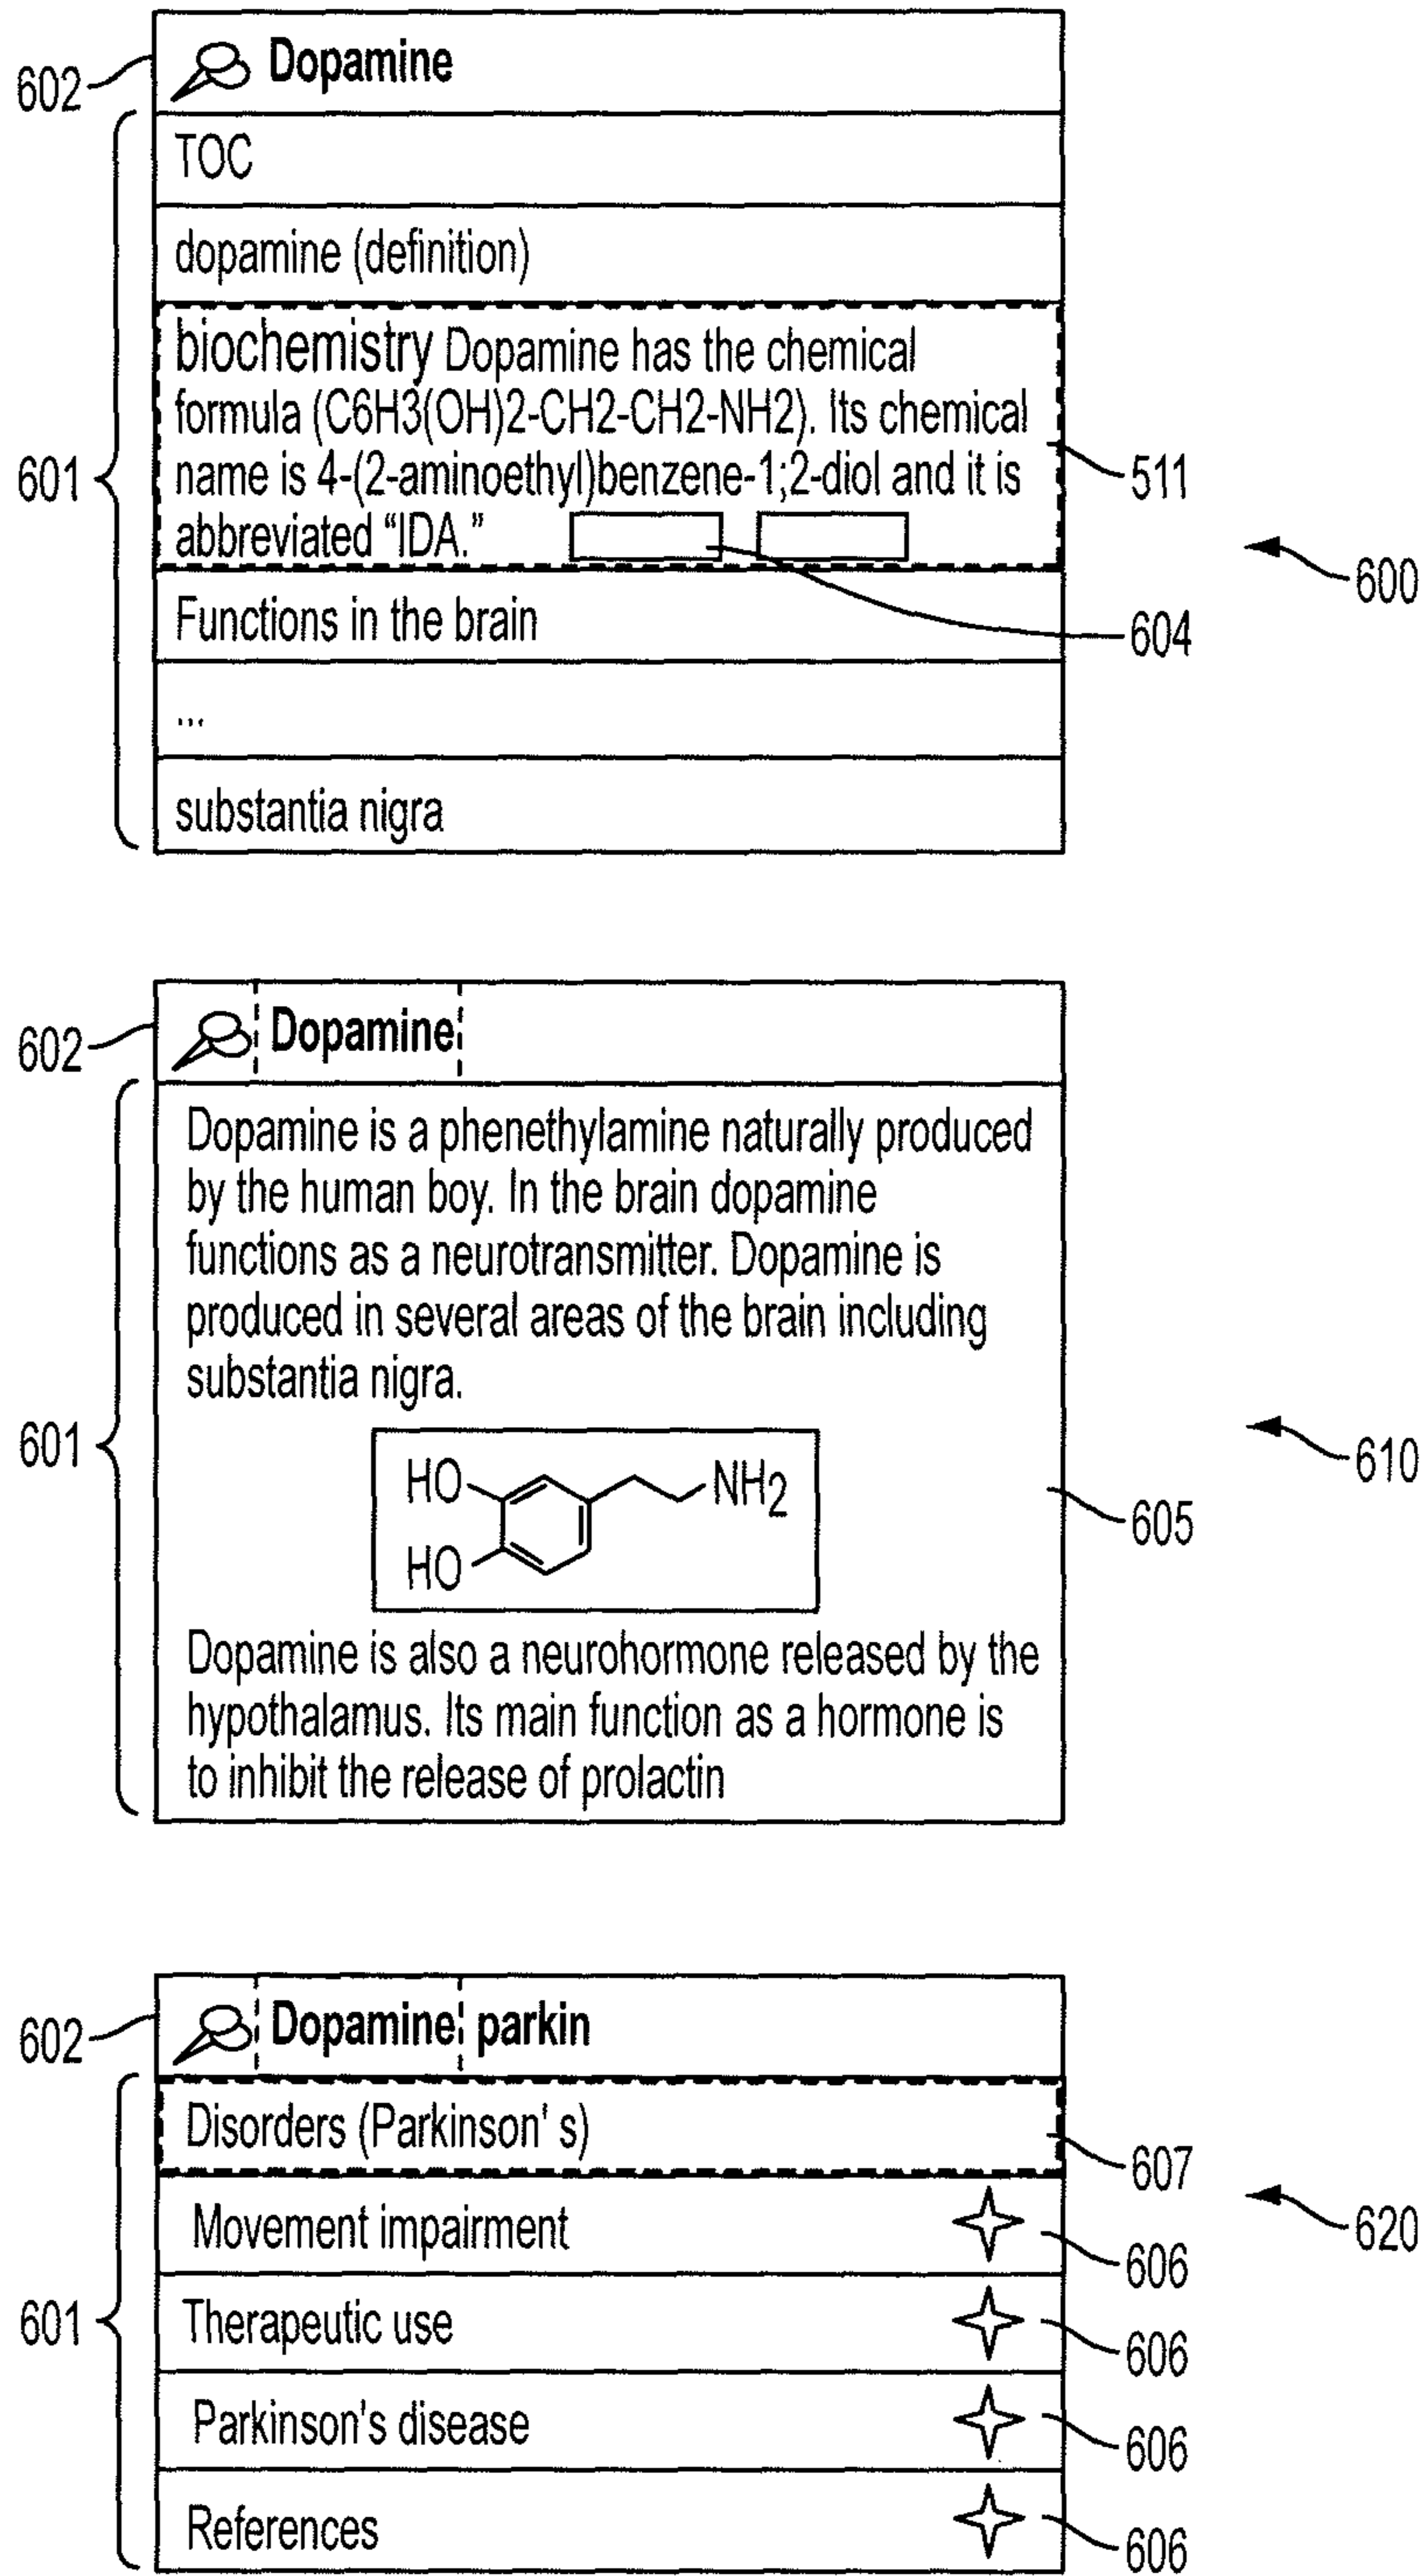 602
Dopamine
TOC
dopamine (definition)
biochemistry Dopamine has the chemical
formula (C6H3(OH)2-CH2-CH2-NH2). Its chemical
name is 4-(2-aminoethyl)benzene-1;2-diol and it is
abbreviated “IDA.”
601
511
600
604
Functions in the brain
...
substantia nigra
602
Dopamine
Dopamine is a phenethylamine naturally produced
by the human boy. In the brain dopamine
functions as a neurotransmitter. Dopamine is
produced in several areas of the brain including
substantia nigra.
601
610
605
HO
NH2
HO
Dopamine is also a neurohormone released by the
hypothalamus. Its main function as a hormone is
to inhibit the release of prolactin
602
Dopamine parkin
Disorders (Parkinson' s)
607
620
Movement impairment
606
601
Therapeutic use
606
Parkinson's disease
606
References
606